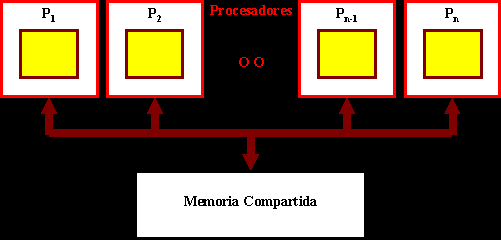 P1
P2
Procesadores
Pn-1
Pn
O O
Memoria Compartida